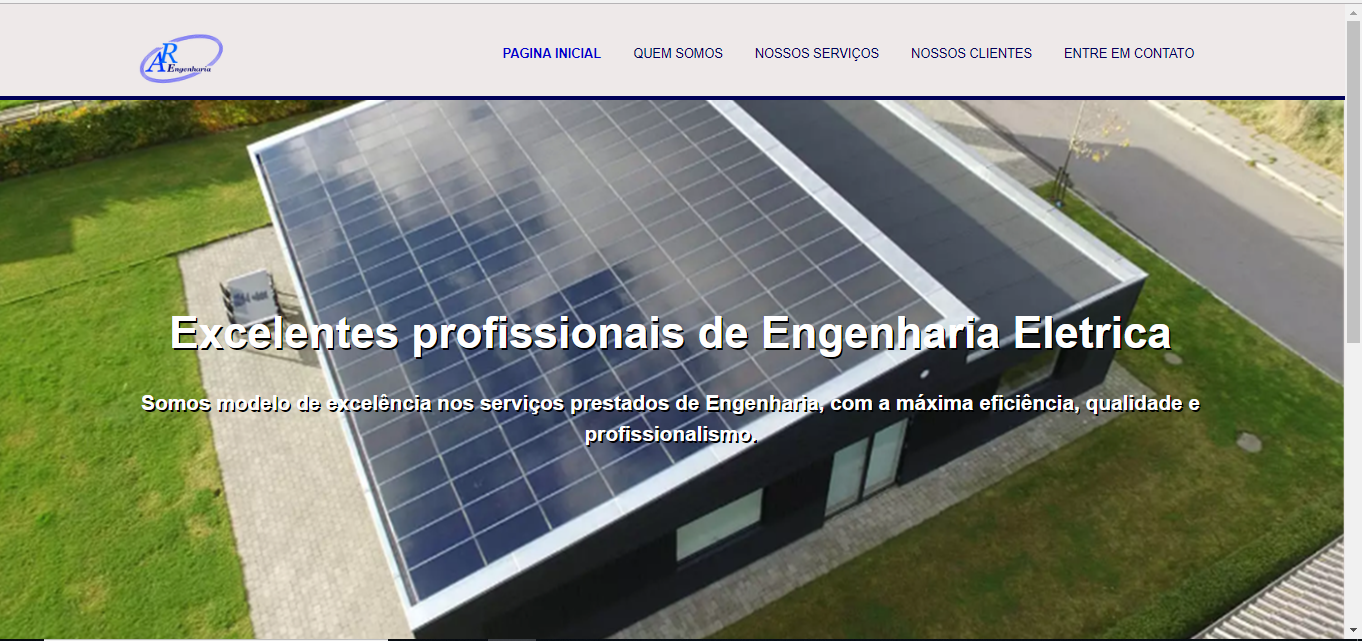 AR Engenharia
PAGINA INICIAL
QUEM SOMOS
NOSSOS SERVIÇOS
NOSSOS CLIENTES
ENTRE EM CONTATO
Excelentes profissionais de Engenharia Eletrica
Somos modelo de excelência nos serviços prestados de Engenharia, com a máxima eficiência, qualidade e
profissionalismo.